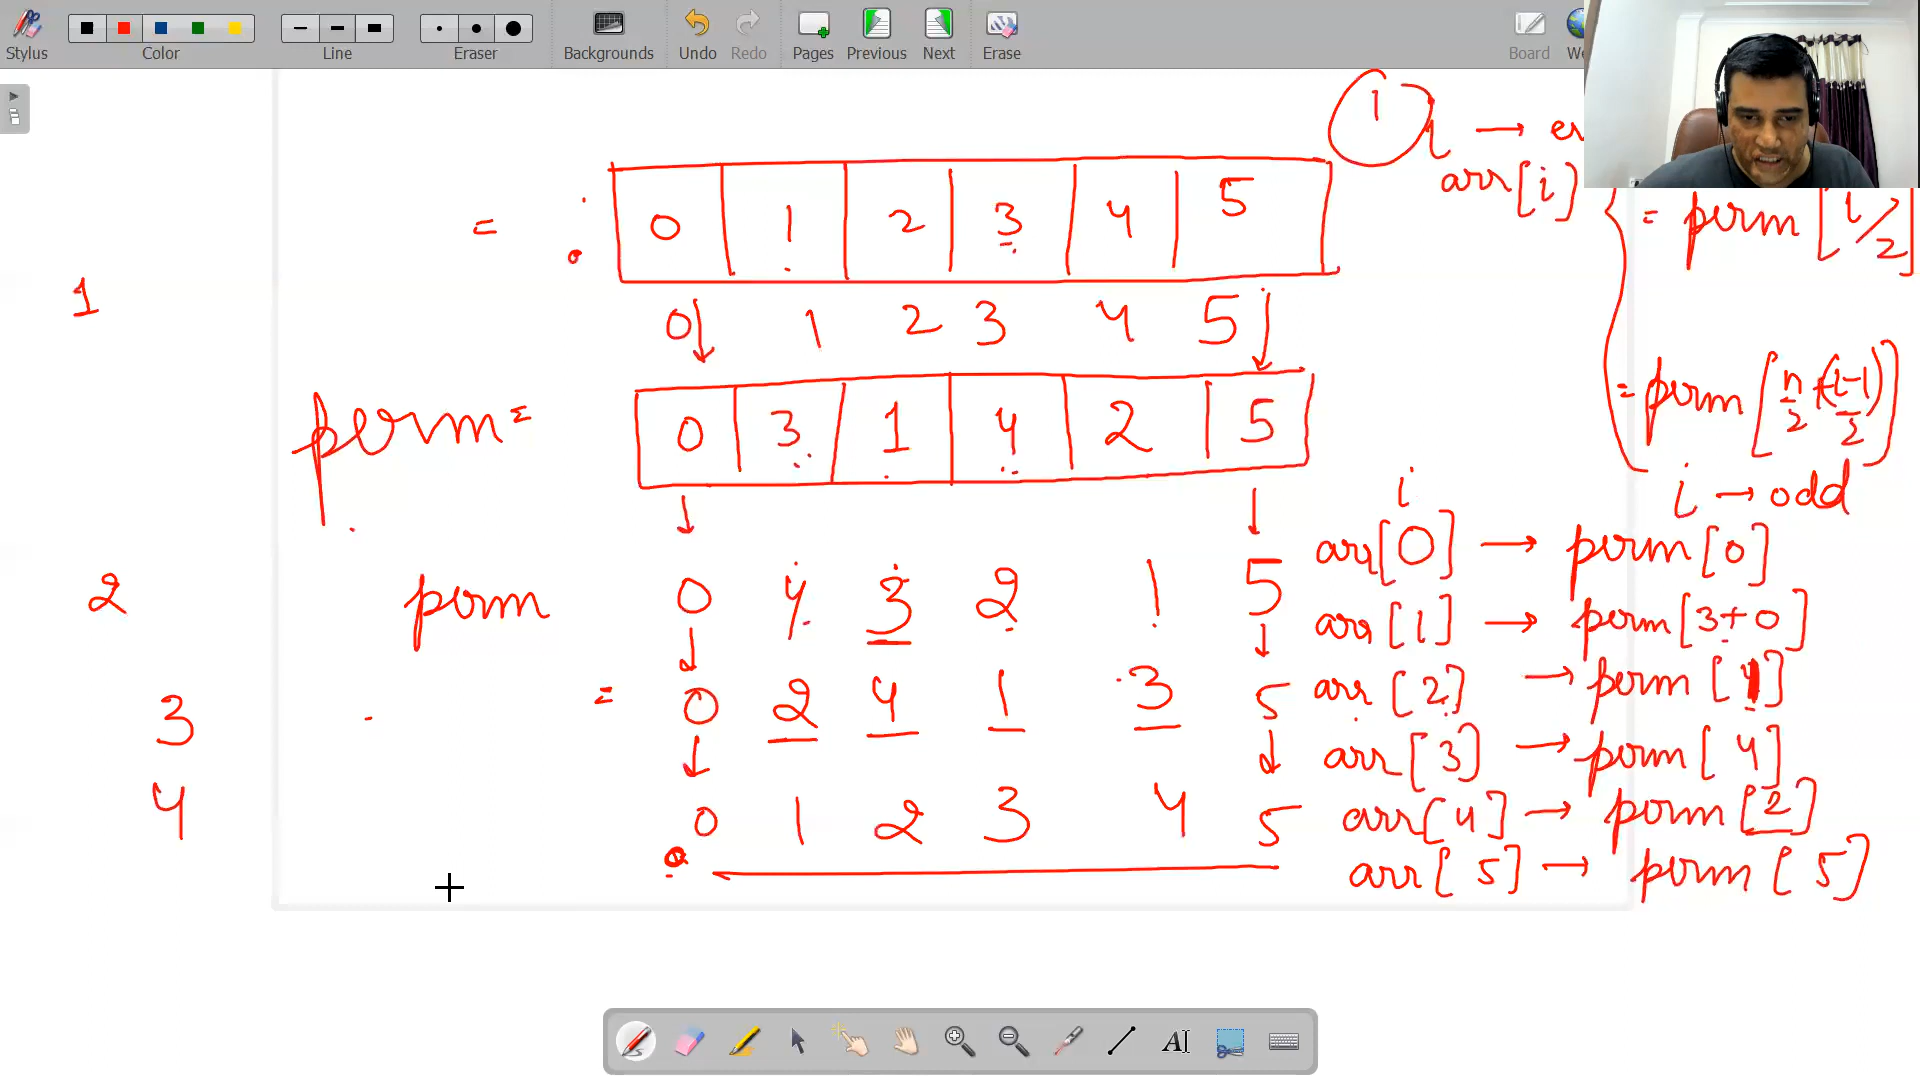 Stylus Color Line Eraser Backgrounds Undo Redo Pages Previous Next Erase Board
1
i → ev
arr[i]
= perm [i/2]
= 0 1 2 3 4 5
1
0 1 2 3 4 5
= perm [n/2 + (i-1)/2]
i → odd
perm = 0 3 1 4 2 5
i
arr[0] → perm[0]
2
perm 0 4 3 2 1 5
arr[1] → perm[3+0]
= 0 2 4 1 3 5
arr[2] → perm[1]
3
arr[3] → perm[4]
4
0 1 2 3 4 5
arr[4] → perm[2]
arr[5] → perm[5]
AI